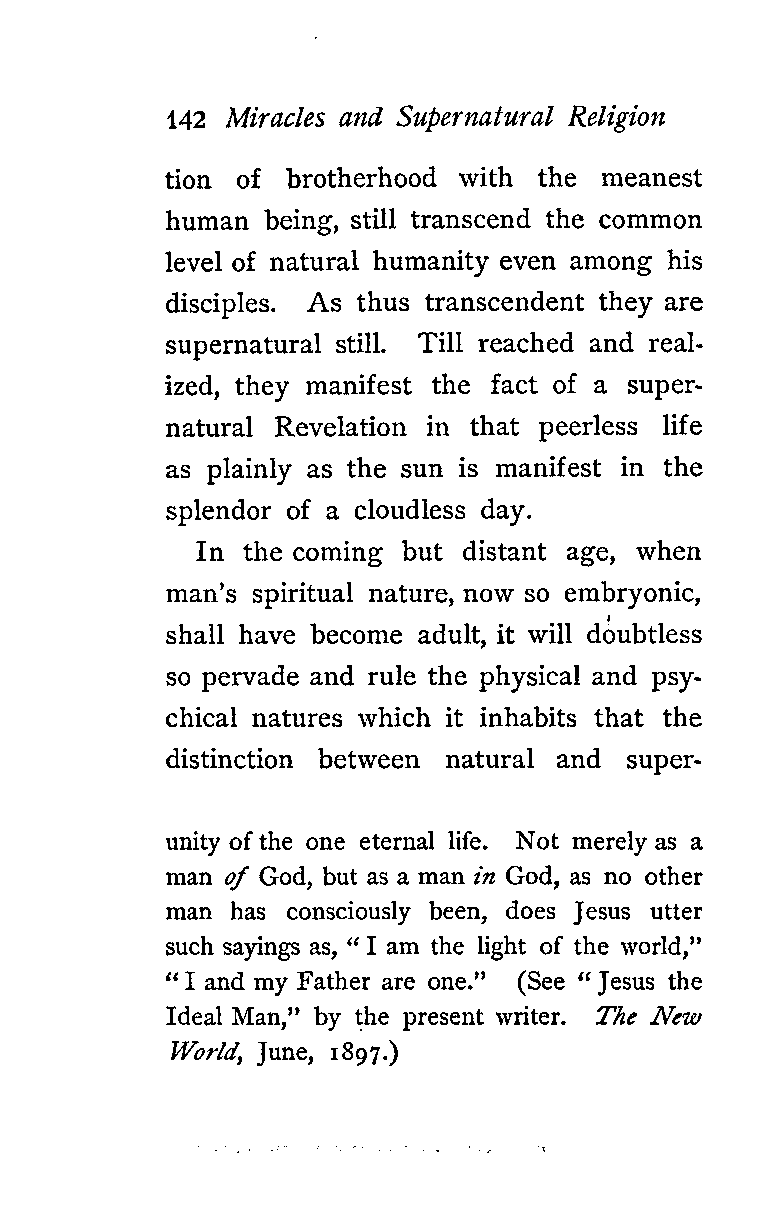 142 Miracles and Supernatural Religion
tion of brotherhood with the meanest
human being, still transcend the common
level of natural humanity even among his
disciples. As thus transcendent they are
supernatural still. Till reached and real-
ized, they manifest the fact of a super-
natural Revelation in that peerless life
as plainly as the sun is manifest in the
splendor of a cloudless day.
In the coming but distant age, when
man's spiritual nature, now so embryonic,
shall have become adult, it will doubtless
so pervade and rule the physical and psy-
chical natures which it inhabits that the
distinction between natural and super-
unity of the one eternal life. Not merely as a
man of God, but as a man in God, as no other
man has consciously been, does Jesus utter
such sayings as, "I am the light of the world,"
"I and my Father are one." (See "Jesus the
Ideal Man," by the present writer. The New
World, June, 1897.)